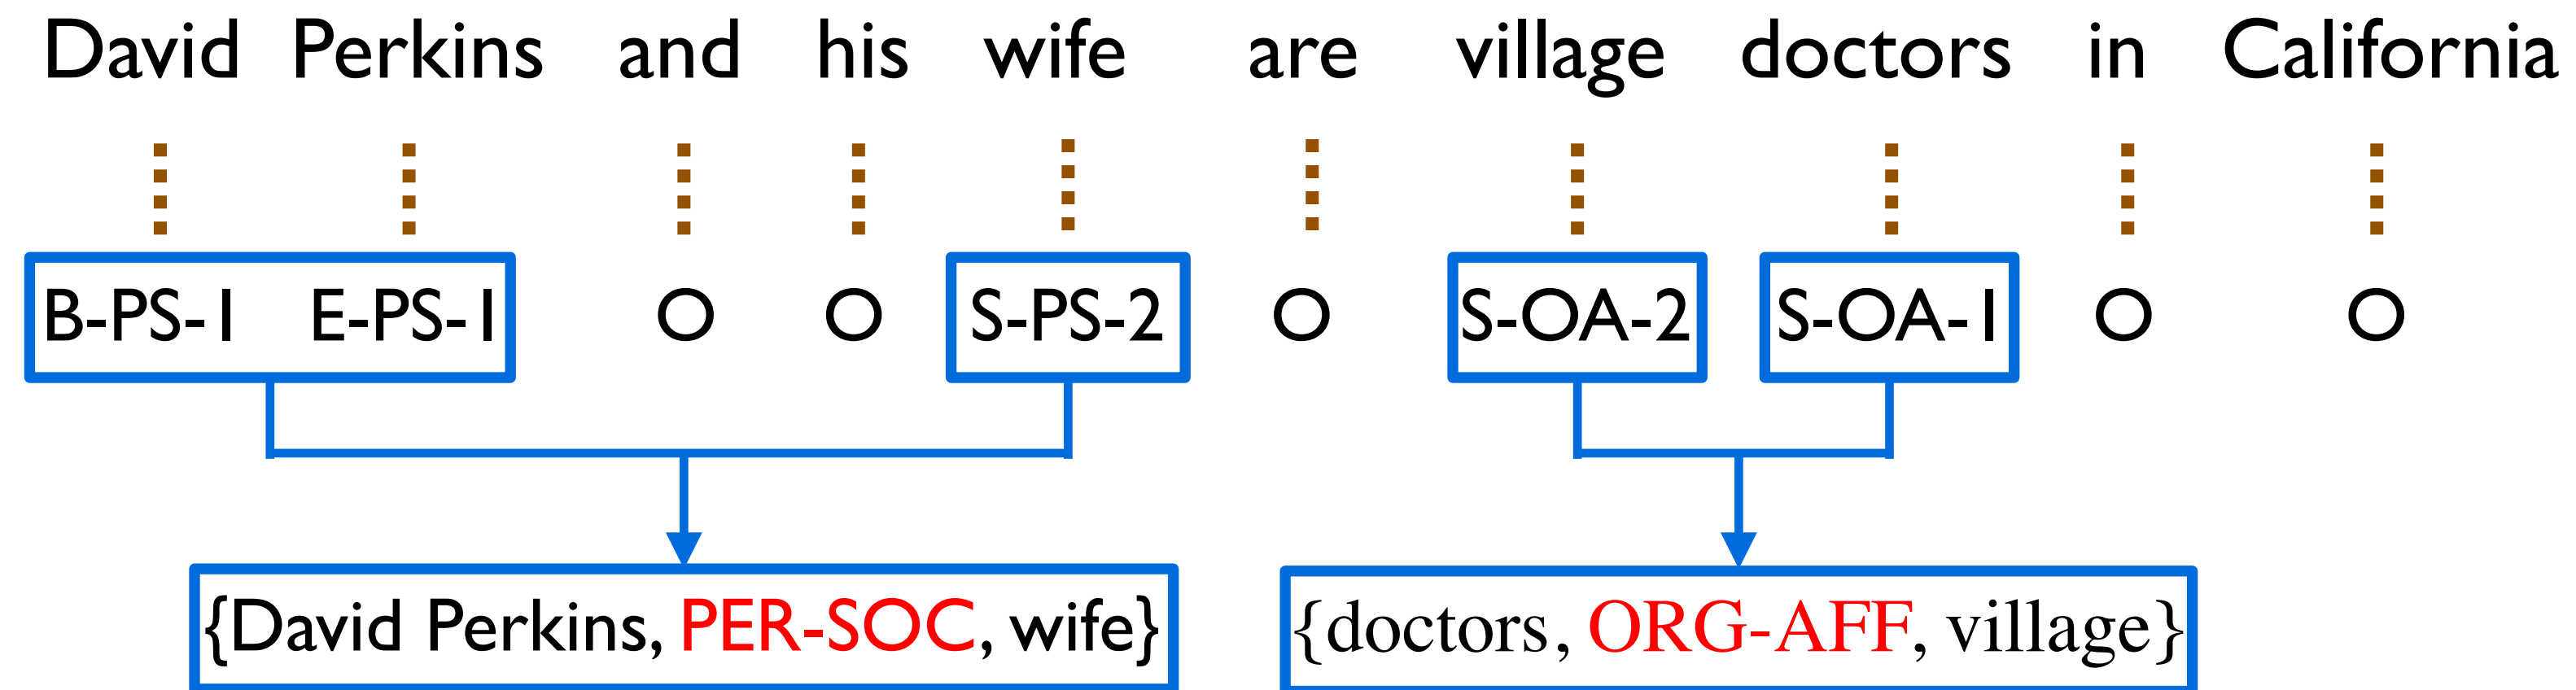 David Perkins and his wife are village doctors in California
B-PS-1 E-PS-1 O O S-PS-2 O S-OA-2 S-OA-1 O O
{David Perkins, PER-SOC, wife} {doctors, ORG-AFF, village}